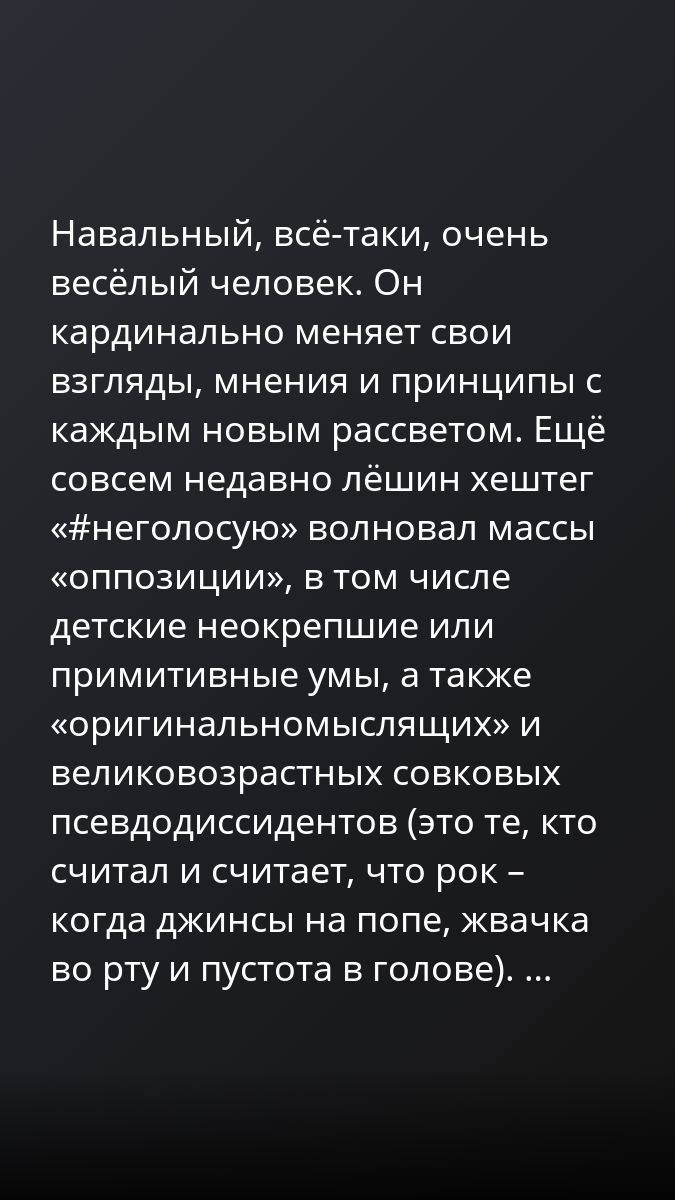 Навальный, всё-таки, очень
весёлый человек. Он
кардинально меняет свои
взгляды, мнения и принципы с
каждым новым рассветом. Ещё
совсем недавно лёшин хештег
«#неголосую» волновал массы
«оппозиции», в том числе
детские неокрепшие или
примитивные умы, а также
«оригинальномыслящих» и
великовозрастных совковых
псевдодиссидентов (это те, кто
считал и считает, что рок –
когда джинсы на попе, жвачка
во рту и пустота в голове). ...